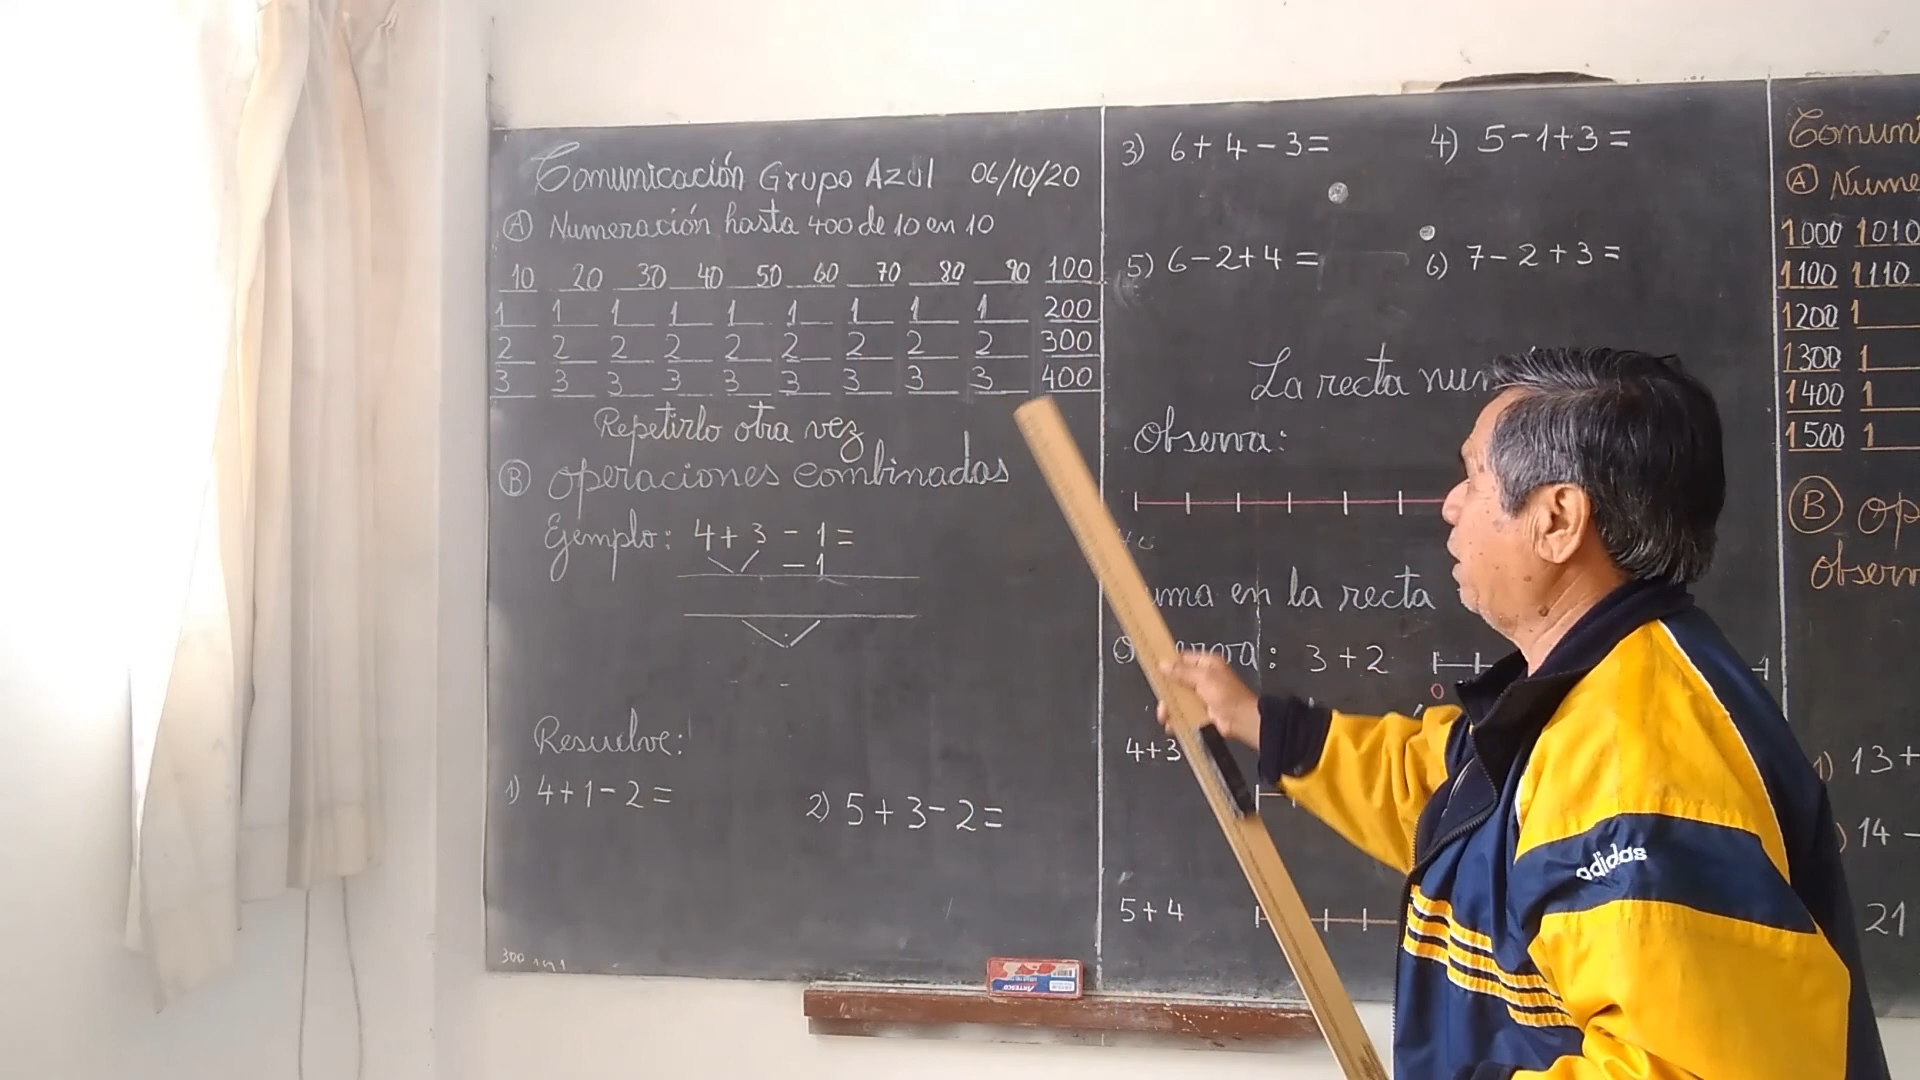 Comunicación Grupo Azul 06/10/20
Ⓐ Numeración hasta 400 de 10 en 10
10 20 30 40 50 60 70 80 90 100
1 1 1 1 1 1 1 1 1 200
2 2 2 2 2 2 2 2 2 300
3 3 3 3 3 3 3 3 3 400
Repetirlo otra vez
Ⓑ Operaciones combinadas
Ejemplo: 4+3-1=
-1
Resuelve:
1) 4+1-2=
2) 5+3-2=
300
ARTESCO
3) 6+4-3=
4) 5-1+3=
5) 6-2+4=
6) 7-2+3=
La recta
Observa:
en la recta
: 3+2
0
4+3
5+4
adidas
Ⓐ
1000 1010
1100 1110
1200 1
1300 1
1400 1
1500 1
Ⓑ
13+
14-
21